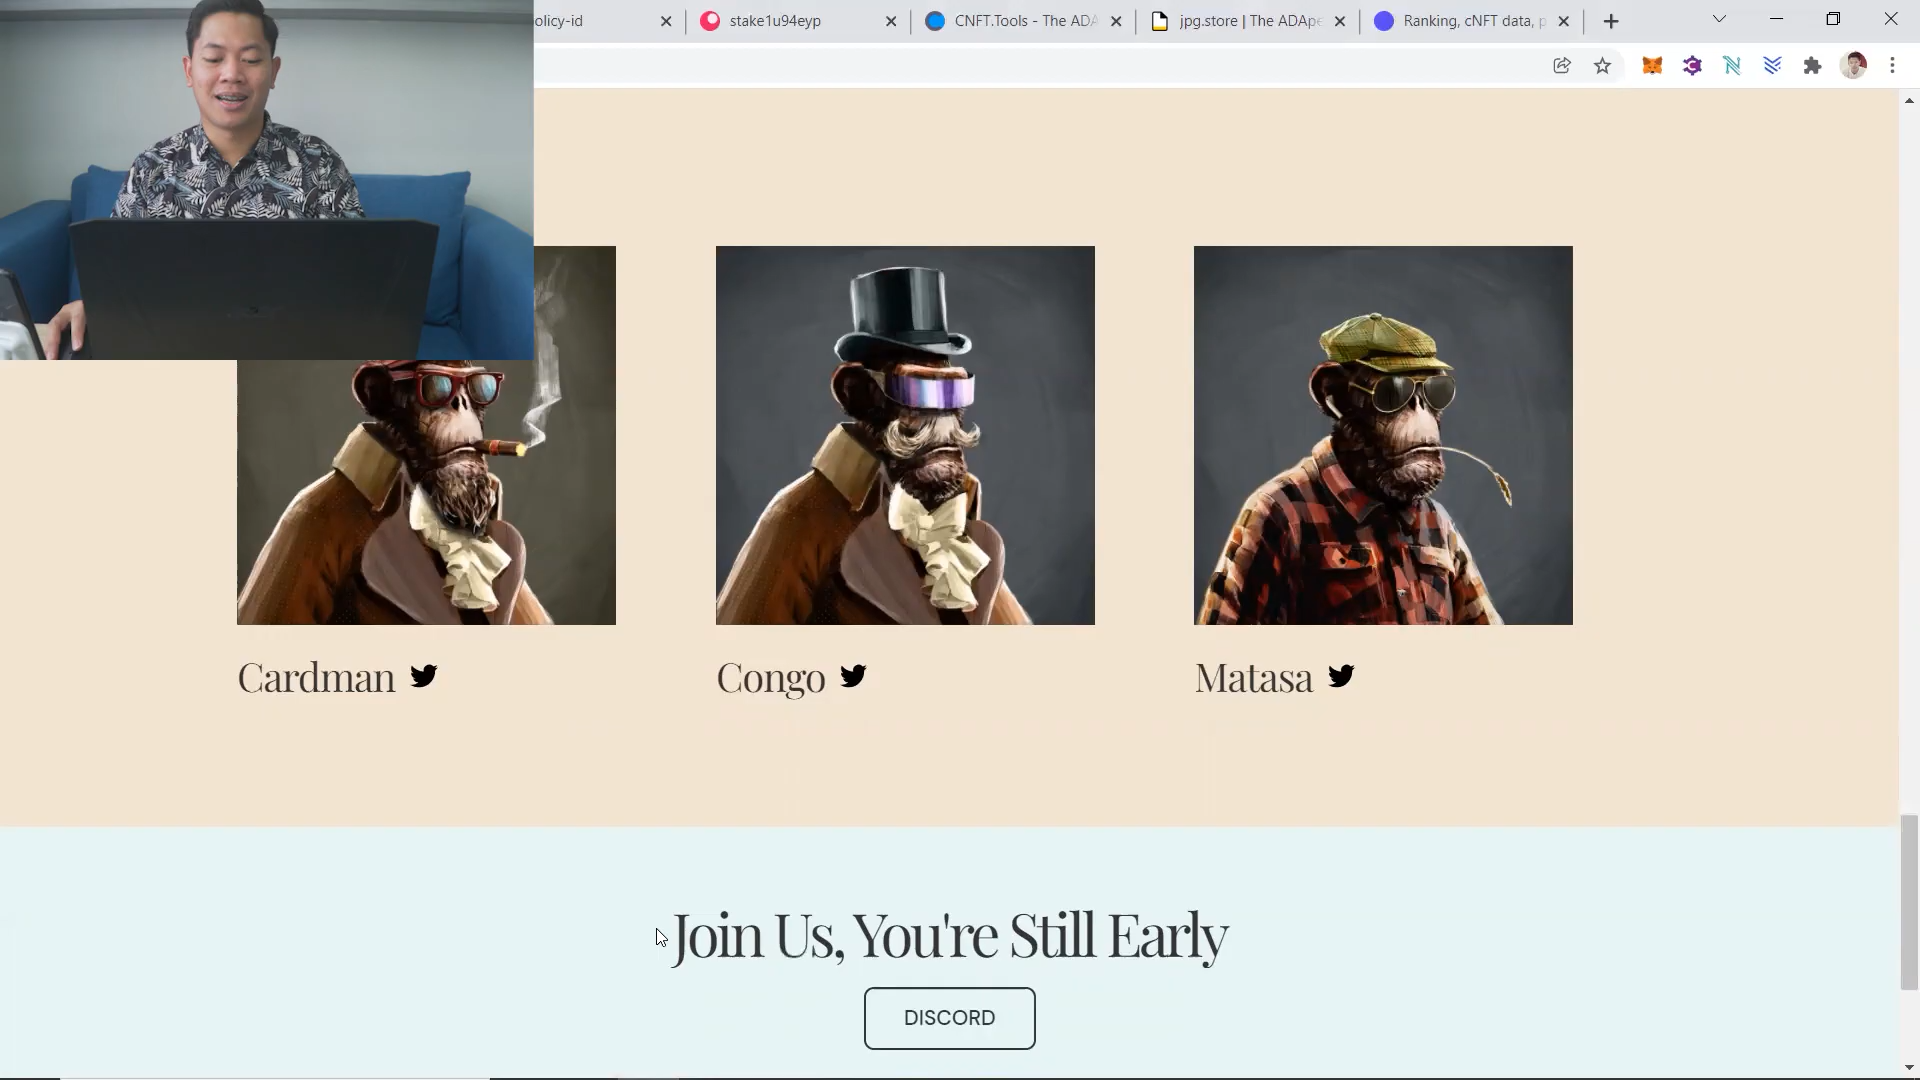 olicy-id
stake1u94eyp
CNFT.Tools - The ADA
jpg.store | The ADApe
Ranking, cNFT data, p
Cardman
Congo
Matasa
Join Us, You're Still Early
DISCORD